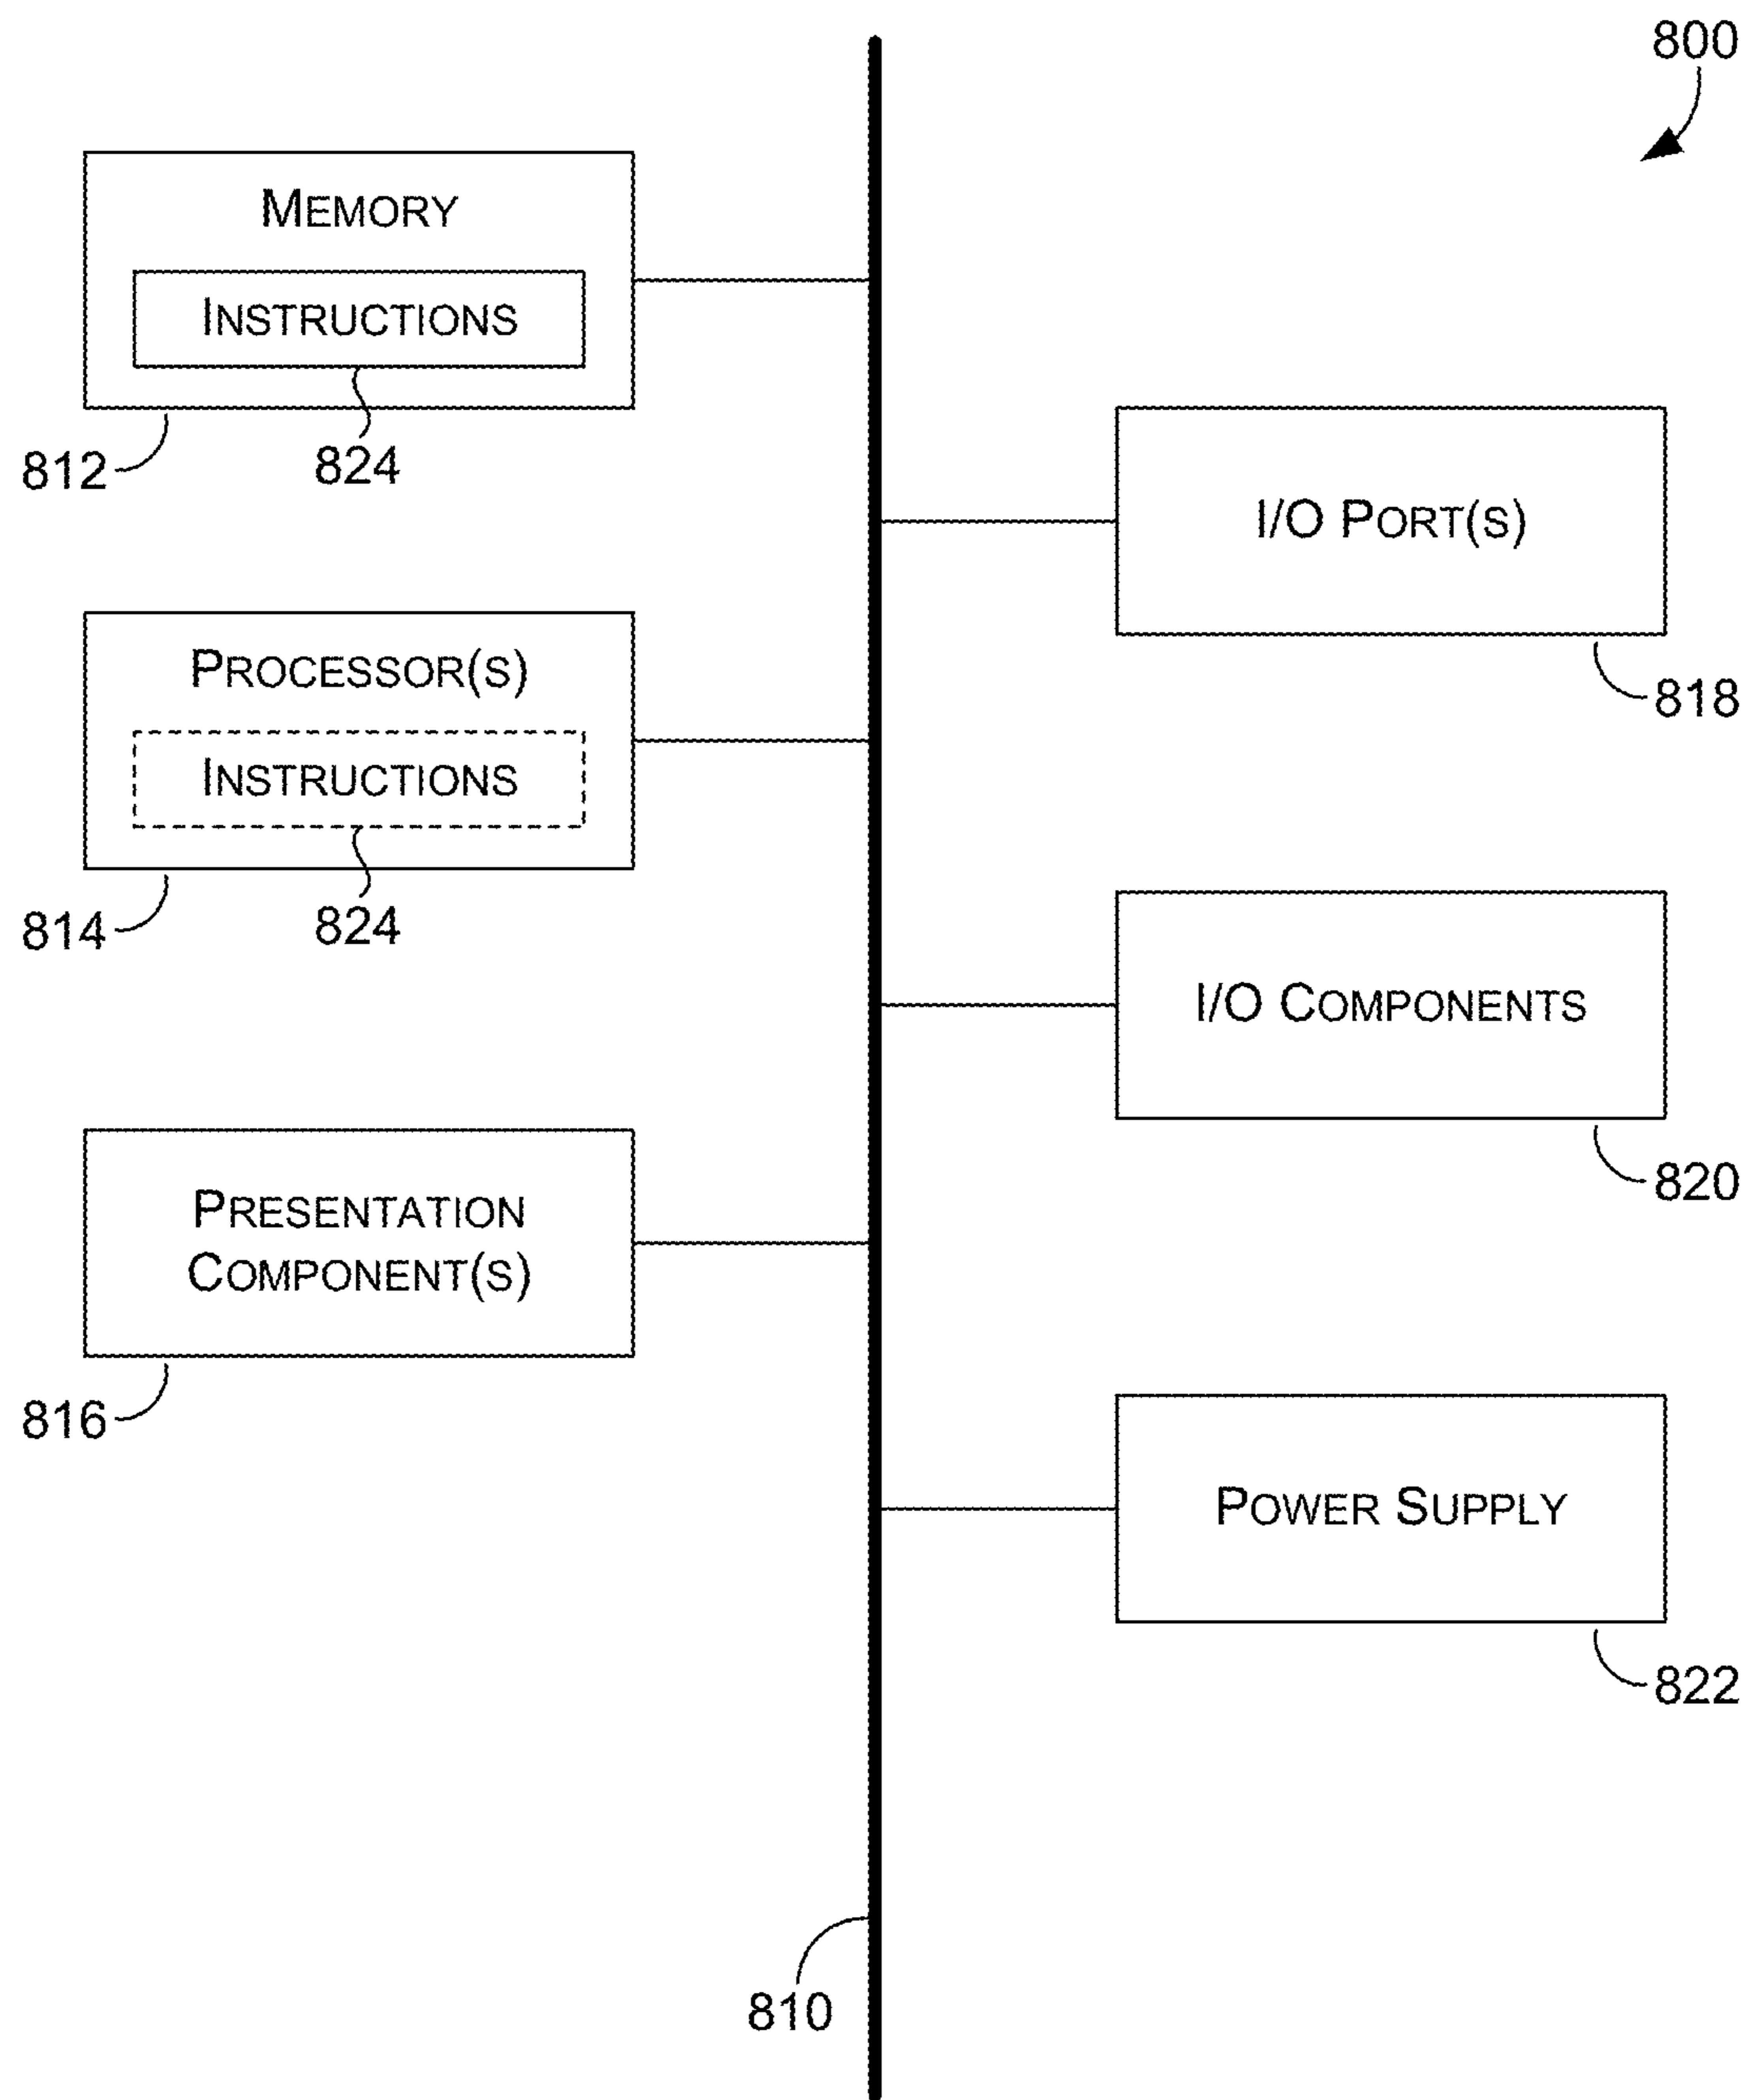 800
MEMORY
INSTRUCTIONS
812
824
I/O PORT(S)
818
PROCESSOR(S)
INSTRUCTIONS
814
824
I/O COMPONENTS
820
PRESENTATION
COMPONENT(S)
816
POWER SUPPLY
822
810